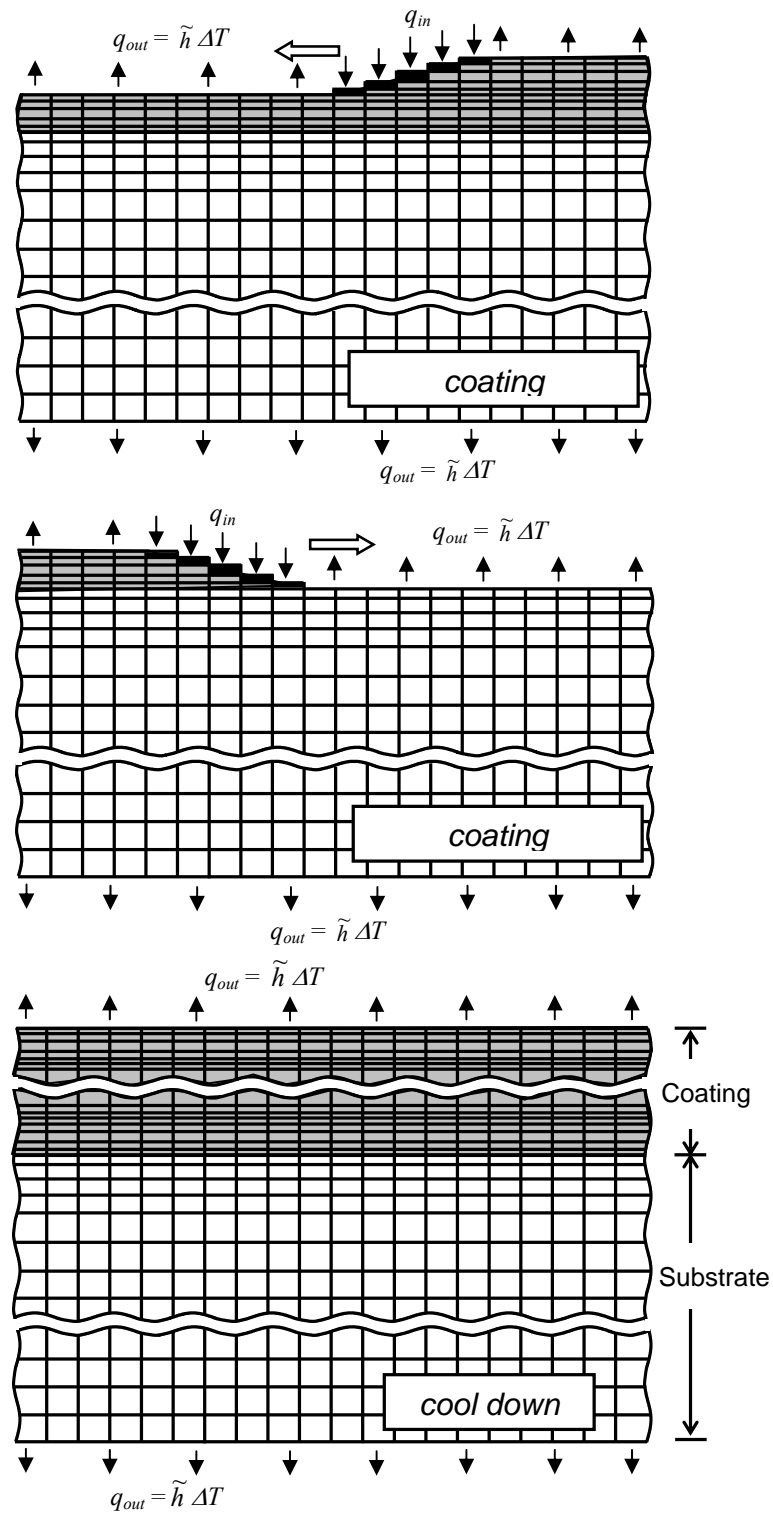 q_in
q_out = h̃ ΔT
coating
q_out = h̃ ΔT
q_in
q_out = h̃ ΔT
coating
q_out = h̃ ΔT
q_out = h̃ ΔT
Coating
Substrate
cool down
q_out = h̃ ΔT